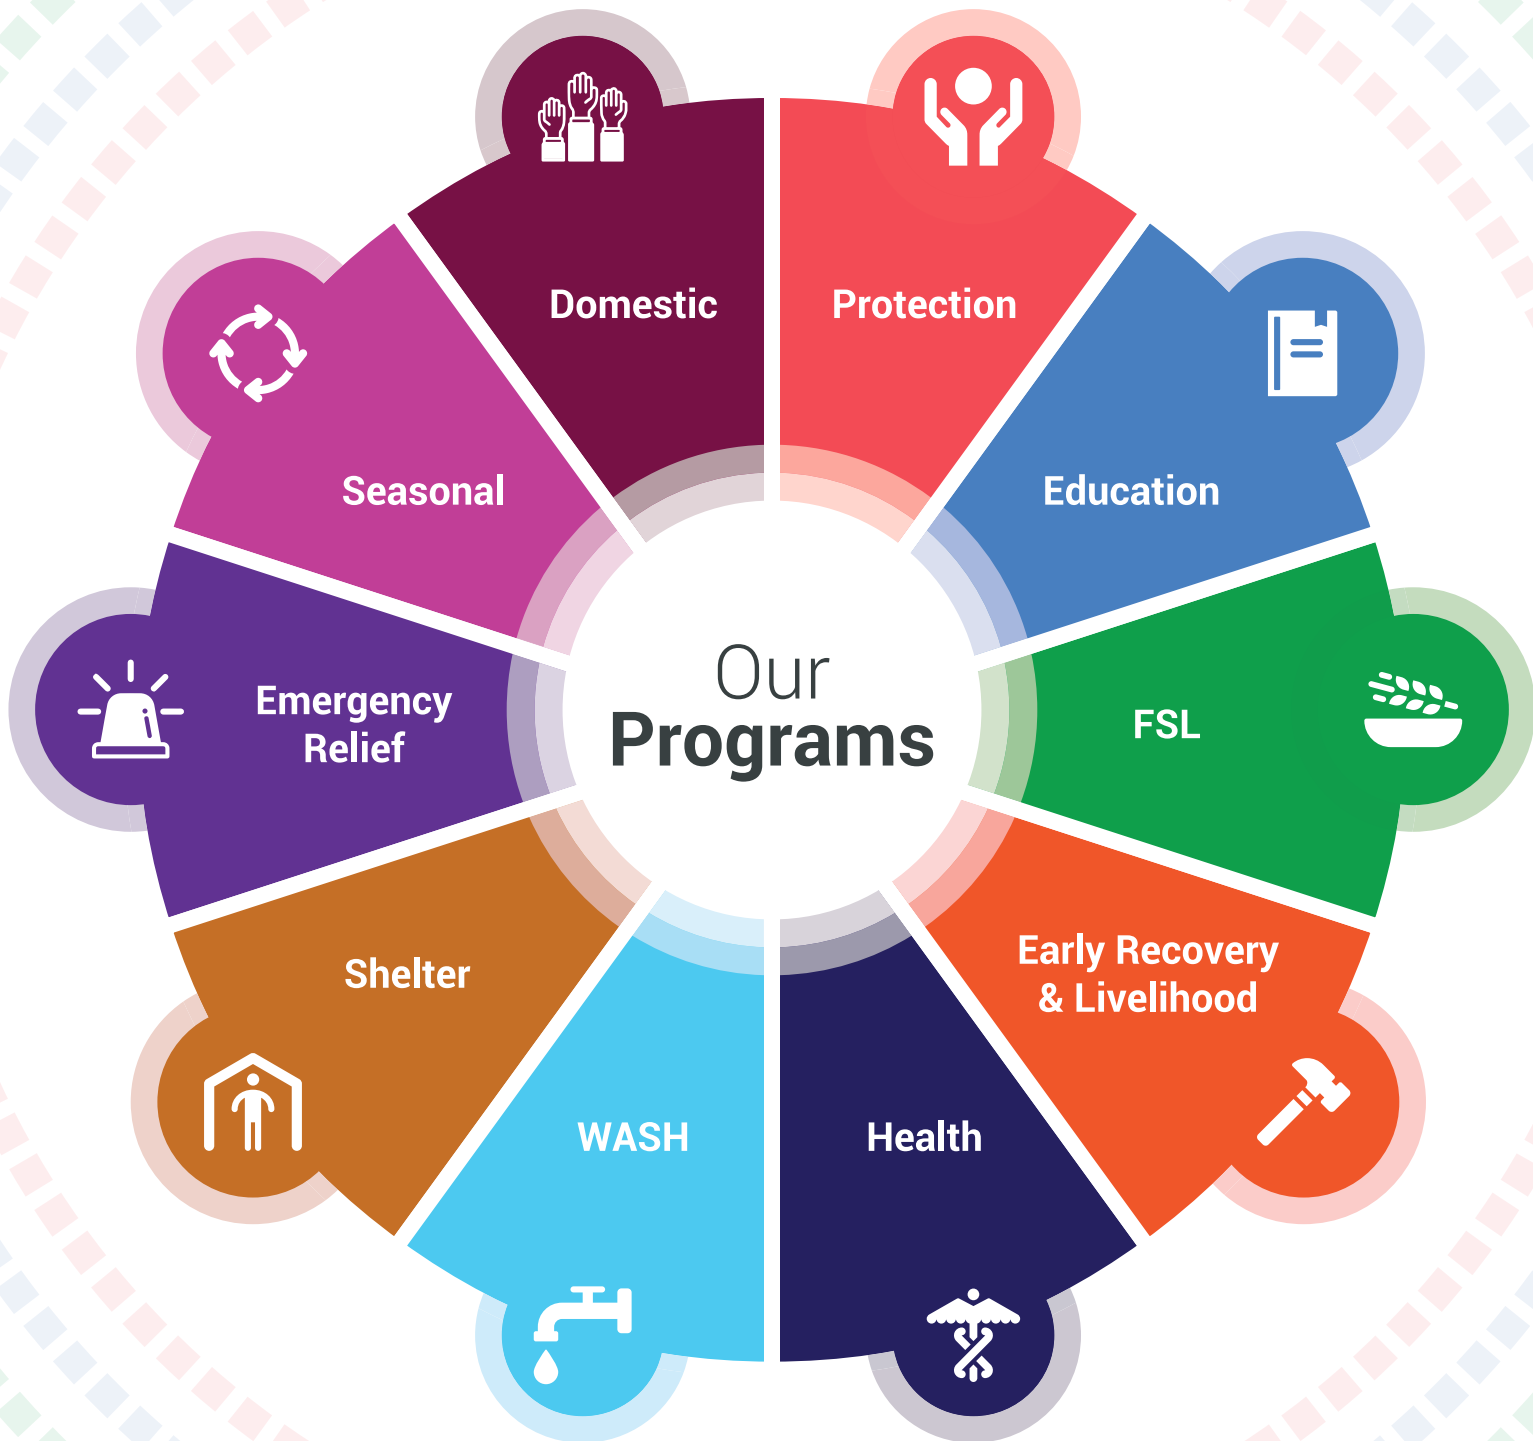 Our
Programs
Protection
Education
FSL
Early Recovery
& Livelihood
Health
WASH
Shelter
Emergency
Relief
Seasonal
Domestic